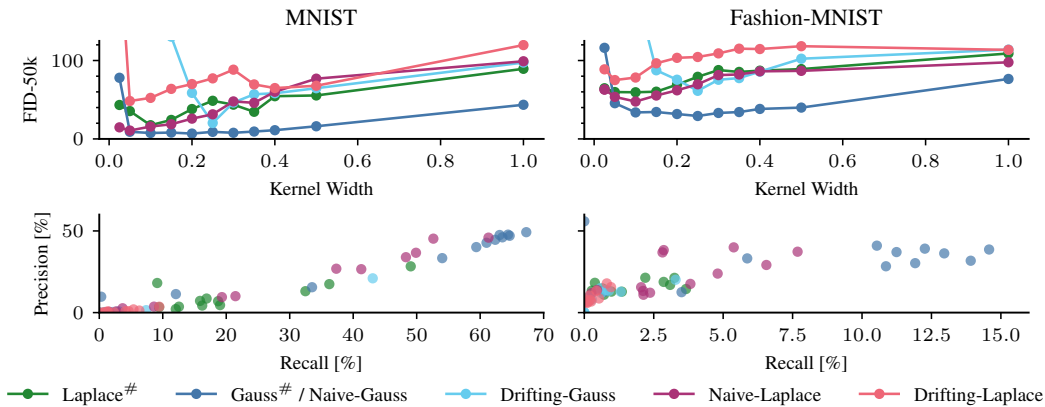 MNIST
Fashion-MNIST
FID-50k
100
0
0.0 0.2 0.4 0.6 0.8 1.0
Kernel Width
100
0
0.0 0.2 0.4 0.6 0.8 1.0
Kernel Width
Precision [%]
50
0
0 10 20 30 40 50 60 70
Recall [%]
50
0
0.0 2.5 5.0 7.5 10.0 12.5 15.0
Recall [%]
Laplace# Gauss# / Naive-Gauss Drifting-Gauss Naive-Laplace Drifting-Laplace